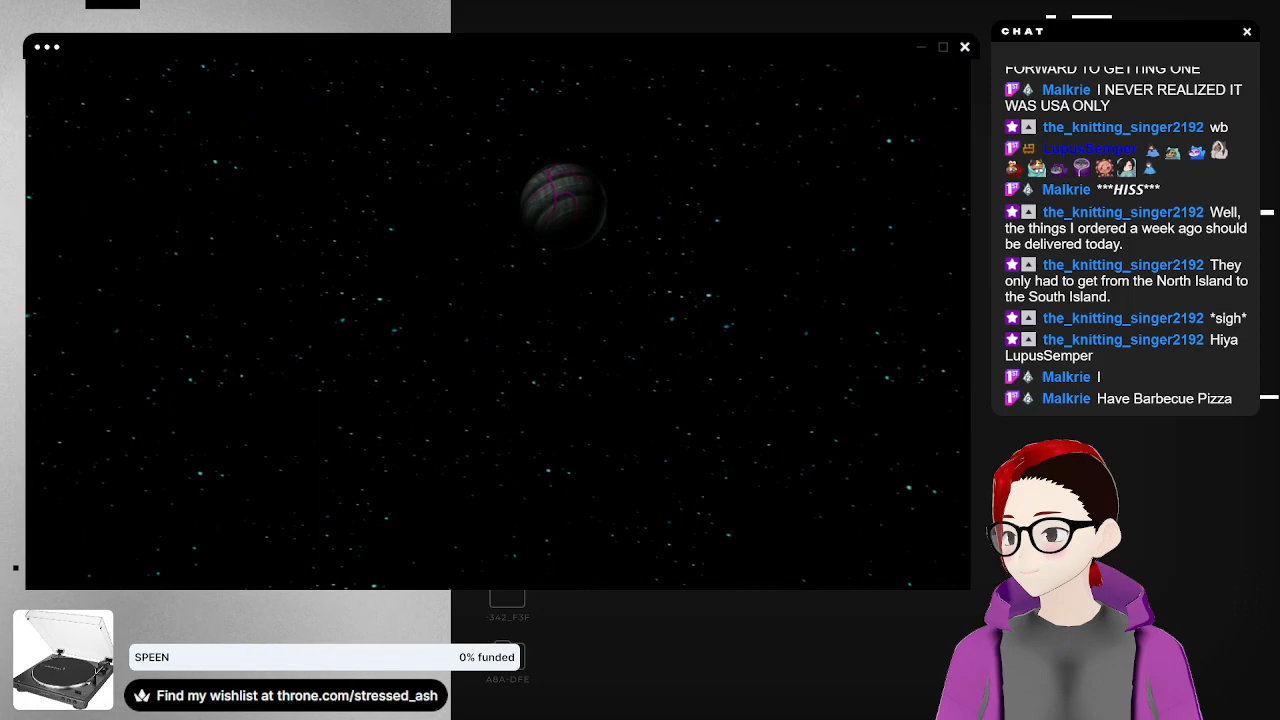 CHAT
FORWARD TO GETTING ONE
Malkrie I NEVER REALIZED IT
WAS USA ONLY
the_knitting_singer2192 wb
LupusSemper
Malkrie ***HISS***
the_knitting_singer2192 Well,
the things I ordered a week ago should
be delivered today.
the_knitting_singer2192 They
only had to get from the North Island to
the South Island.
the_knitting_singer2192 *sigh*
the_knitting_singer2192 Hiya
LupusSemper
Malkrie I
Malkrie Have Barbecue Pizza
-342_F3F
A8A-DFE
SPEEN 0% funded
Find my wishlist at throne.com/stressed_ash